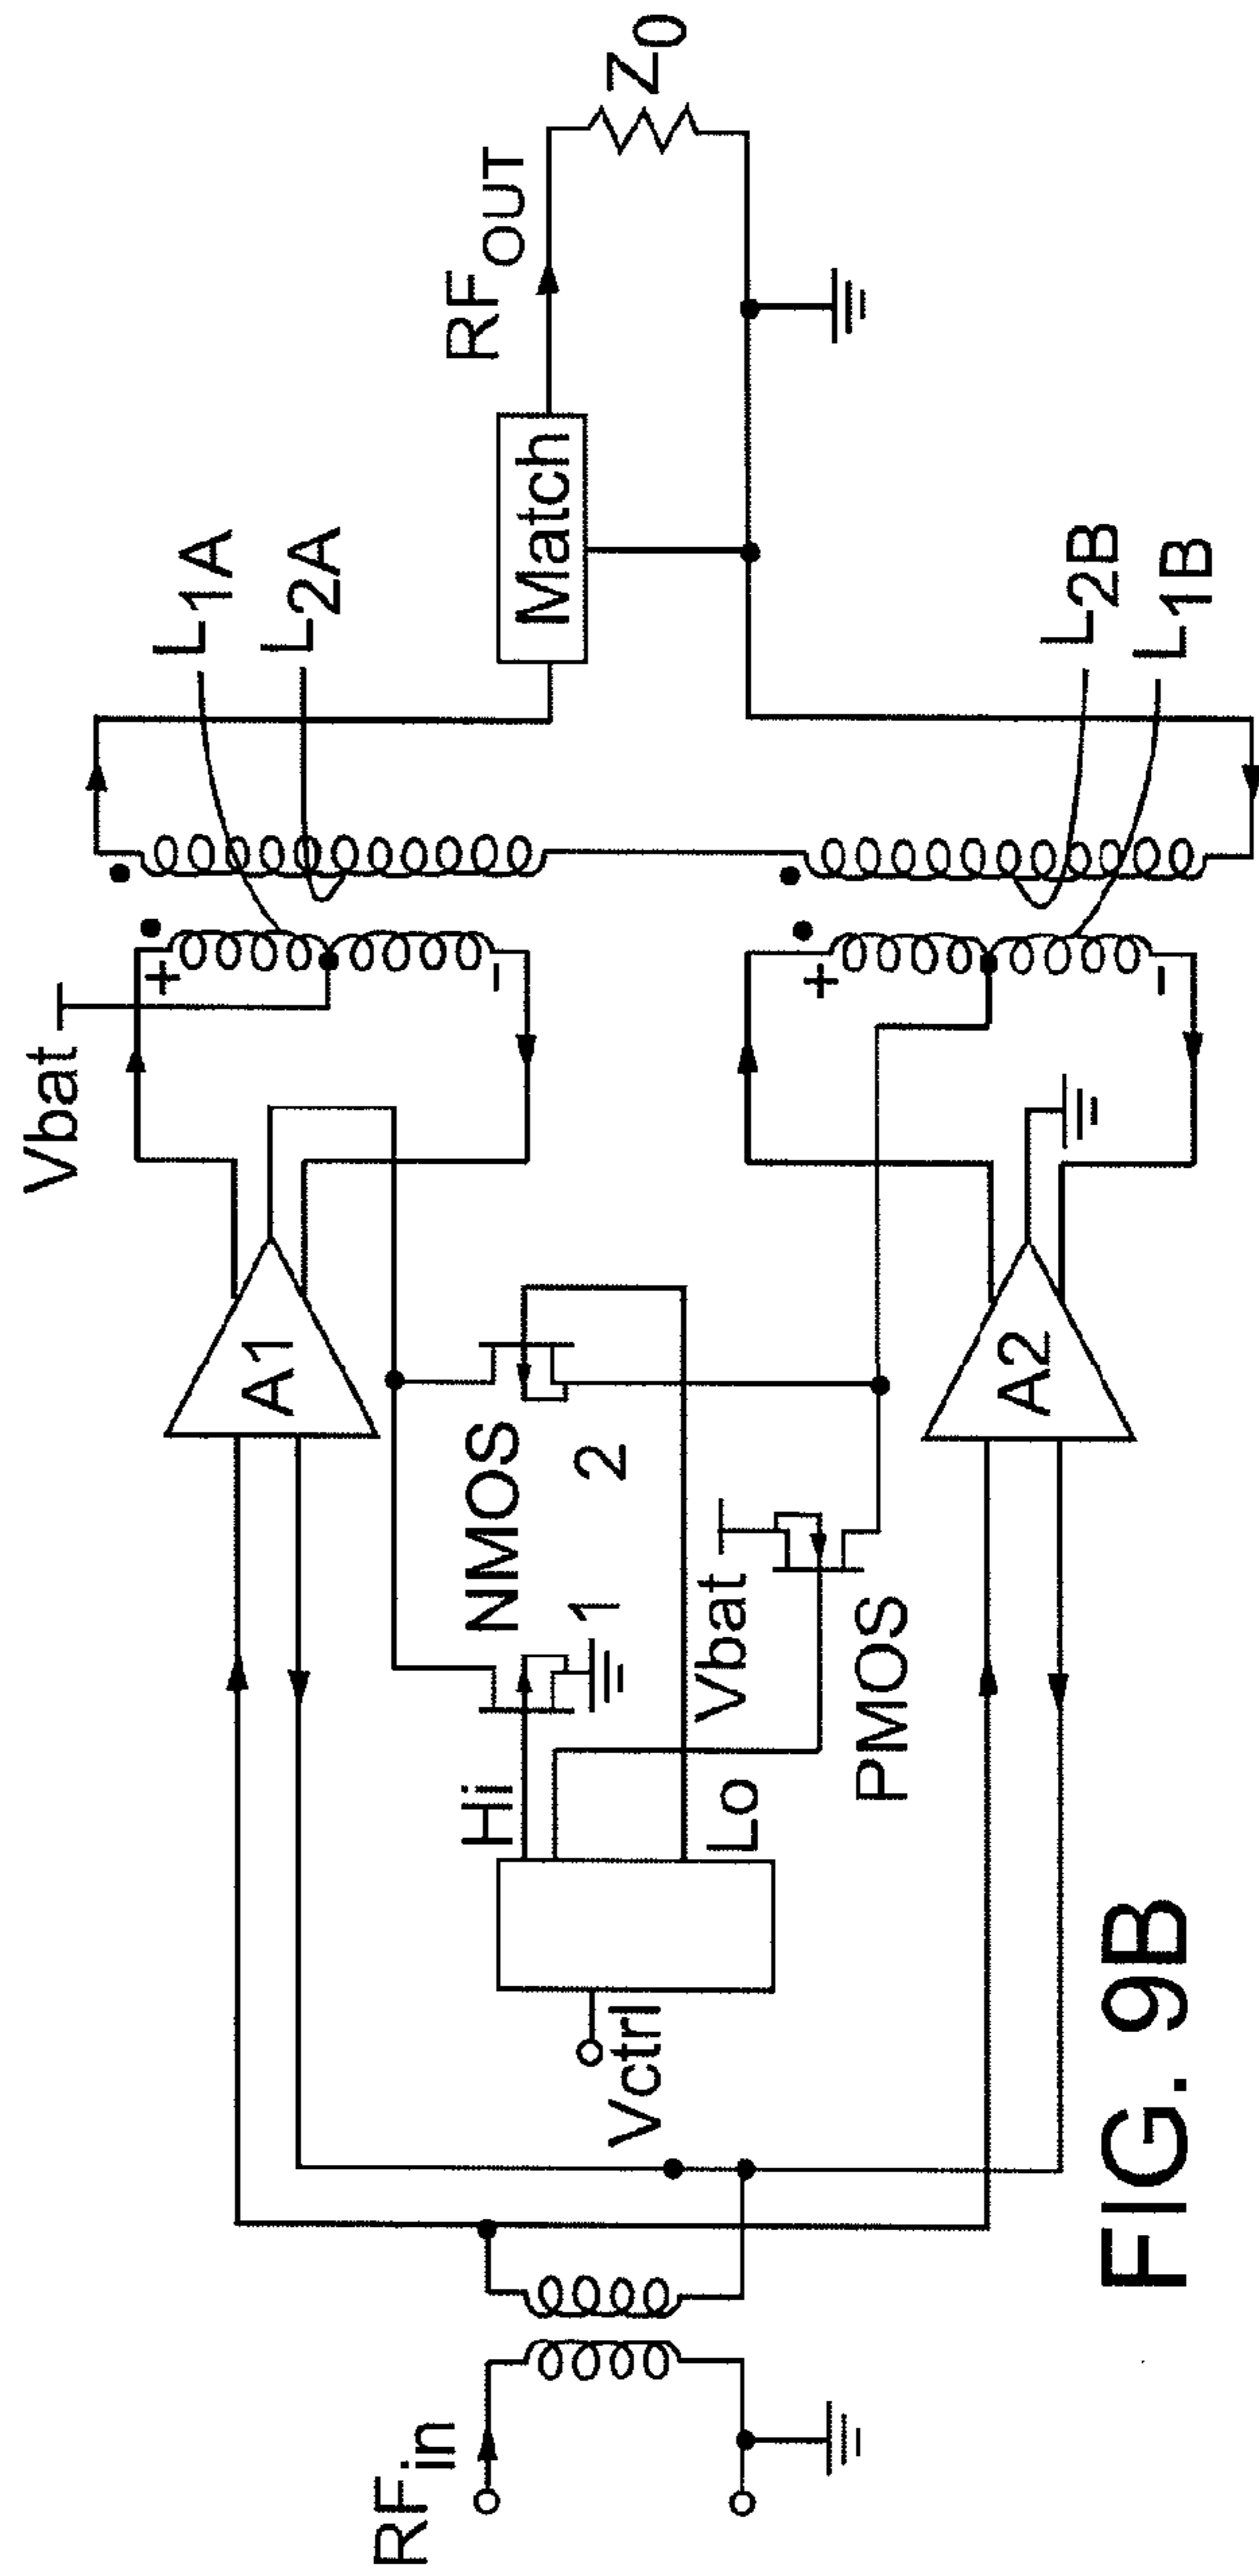 RFin
Vctrl
Hi
Lo
NMOS
1
2
Vbat
PMOS
A1
A2
Vbat
+
-
+
-
L1A
L2A
L2B
L1B
Match
RFOUT
Z0
FIG. 9B